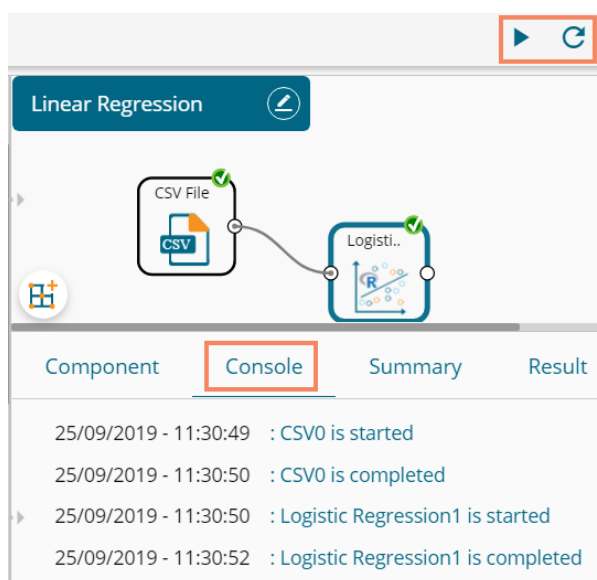 Linear Regression
CSV File
CSV
Logisti..
R
Component Console Summary Result
25/09/2019 - 11:30:49 : CSV0 is started
25/09/2019 - 11:30:50 : CSV0 is completed
25/09/2019 - 11:30:50 : Logistic Regression1 is started
25/09/2019 - 11:30:52 : Logistic Regression1 is completed